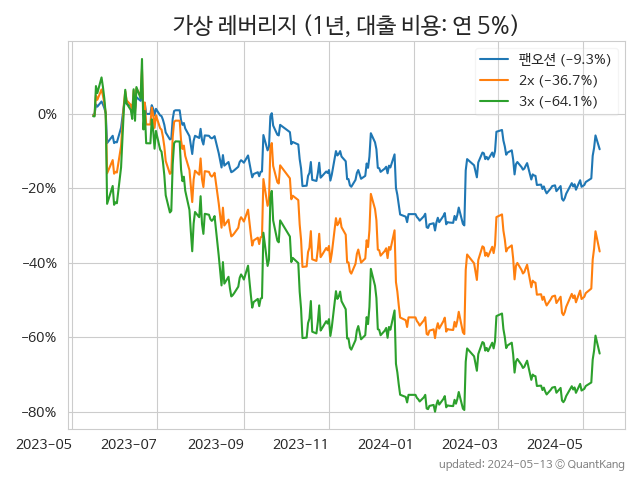 가상 레버리지 (1년, 대출 비용: 연 5%)
팬오션 (−9.3%)
2x (−36.7%)
3x (−64.1%)
0%
−20%
−40%
−60%
−80%
2023-05 2023-07 2023-09 2023-11 2024-01 2024-03 2024-05
updated: 2024-05-13 © QuantKang